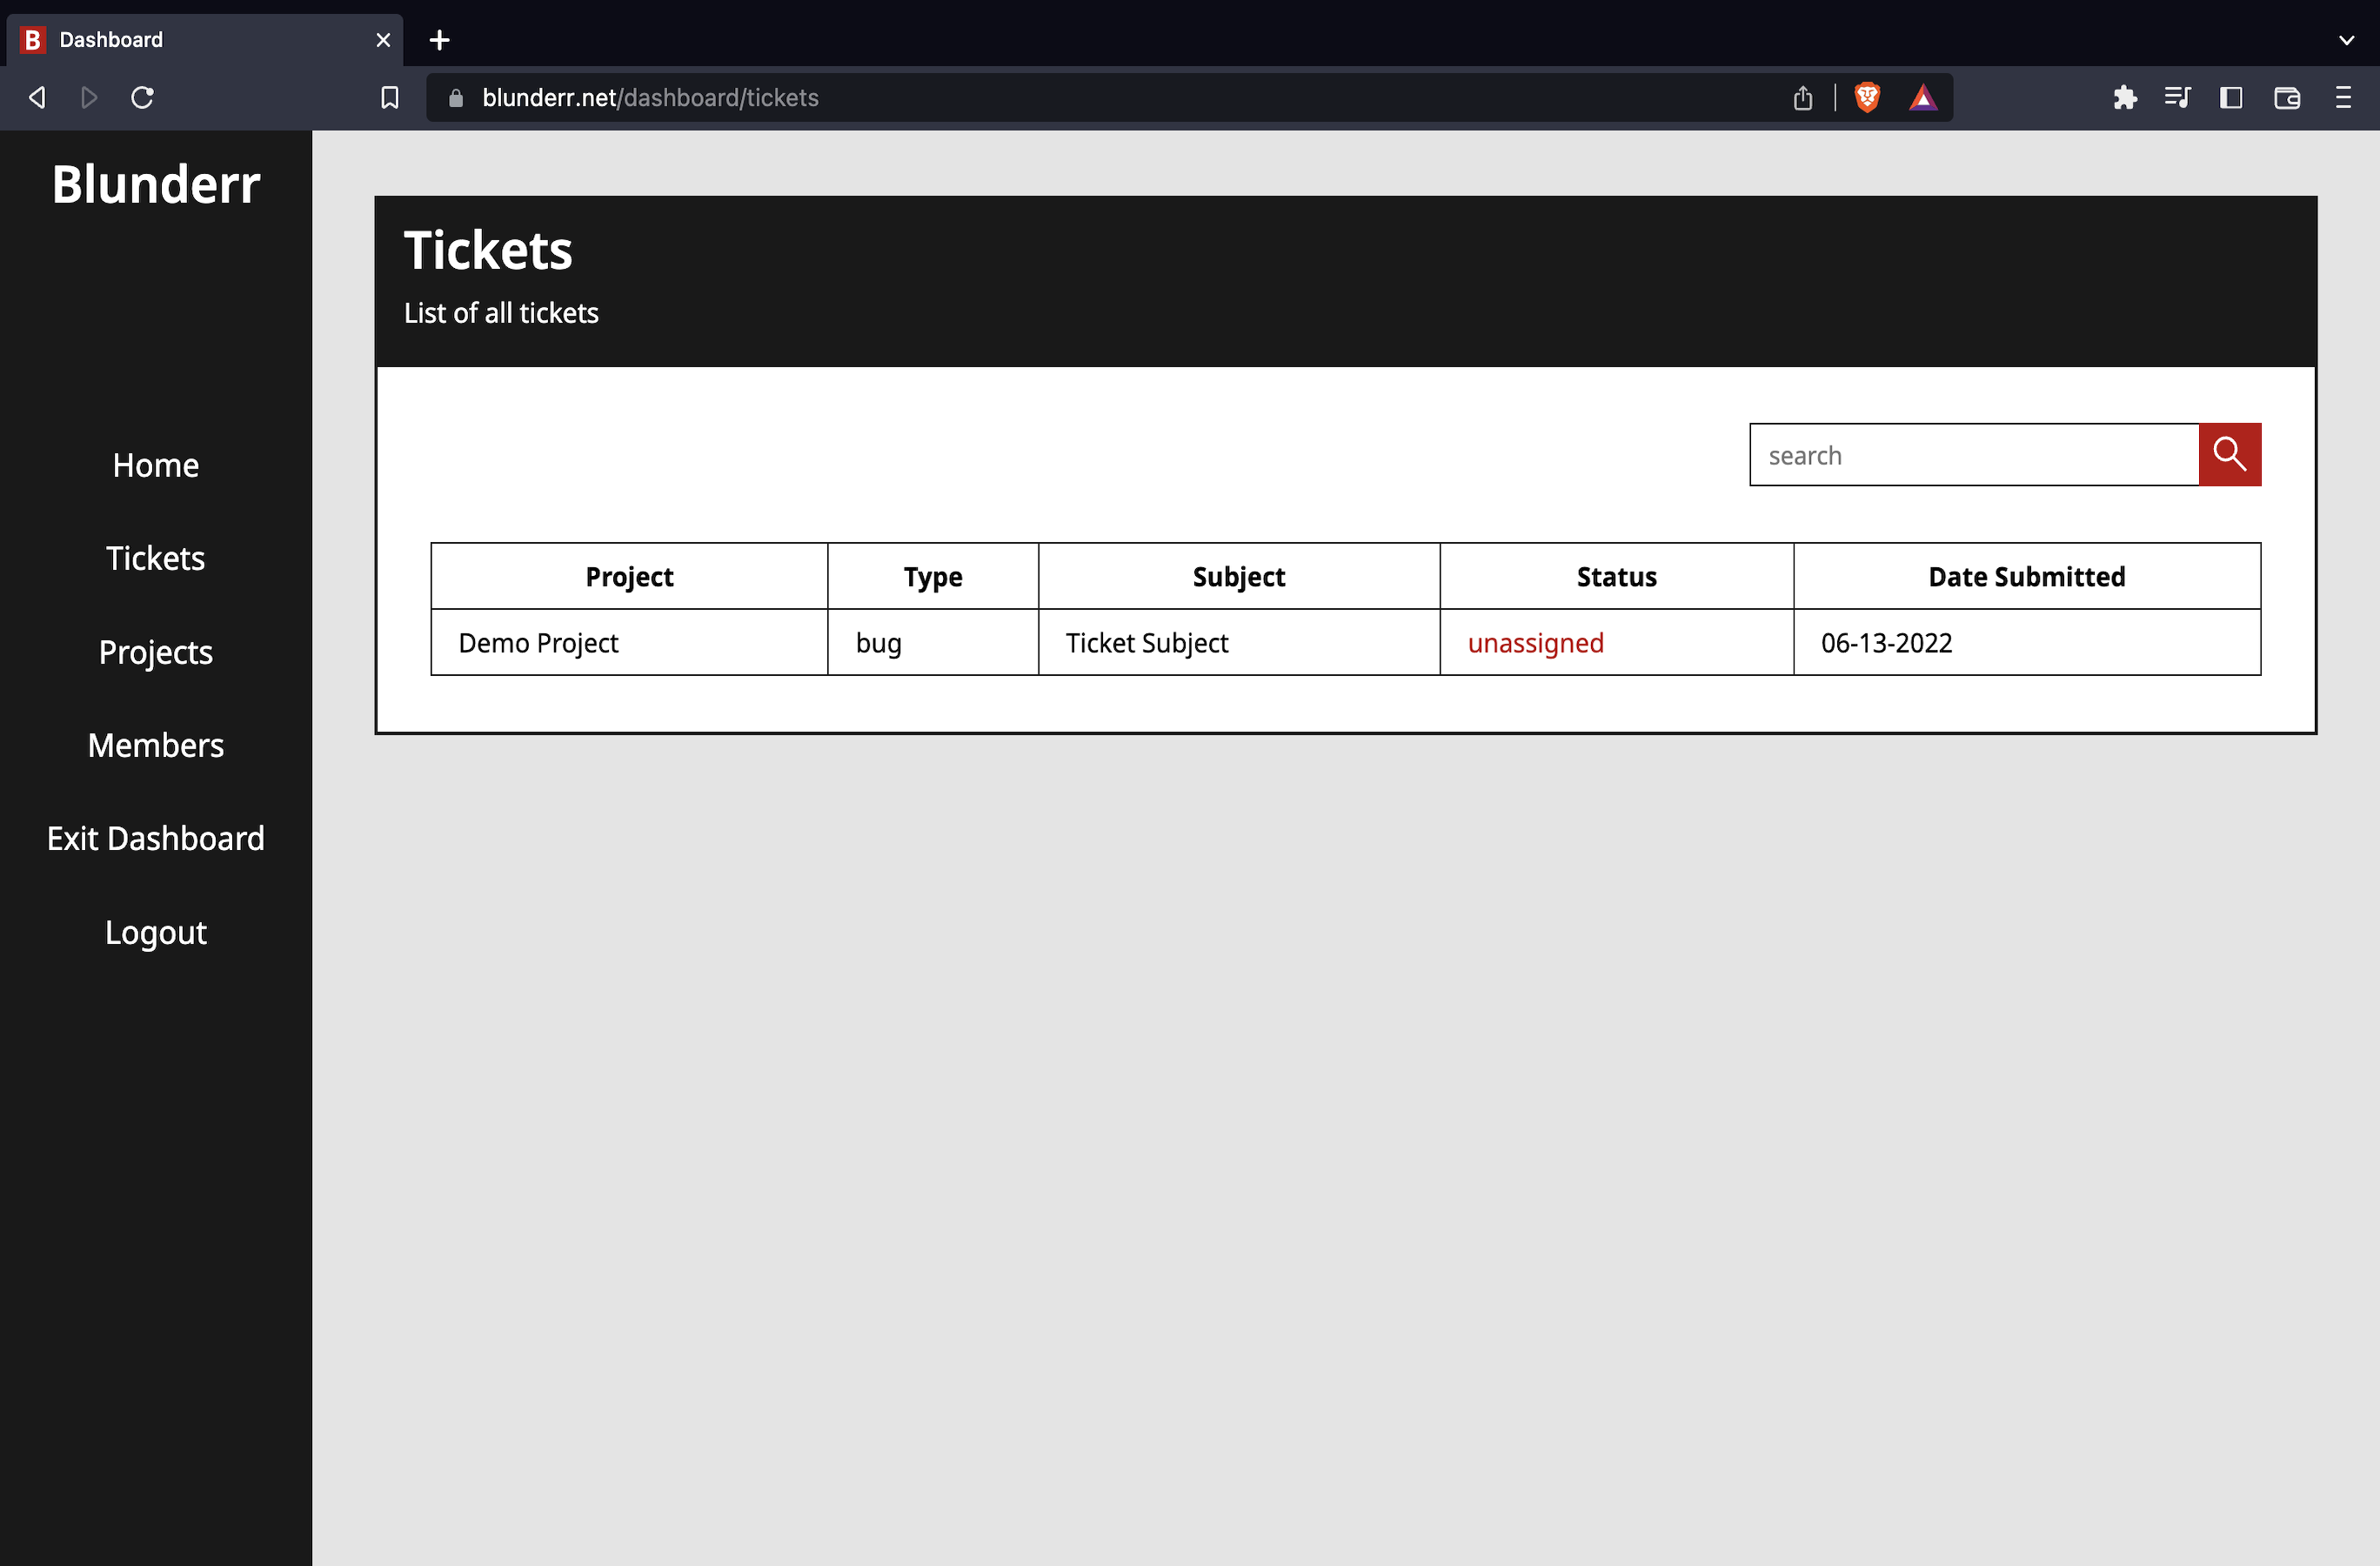 B Dashboard
blunderr.net/dashboard/tickets
Blunderr
Home
Tickets
Projects
Members
Exit Dashboard
Logout
Tickets
List of all tickets
search
Project Type Subject Status Date Submitted
Demo Project bug Ticket Subject unassigned 06-13-2022